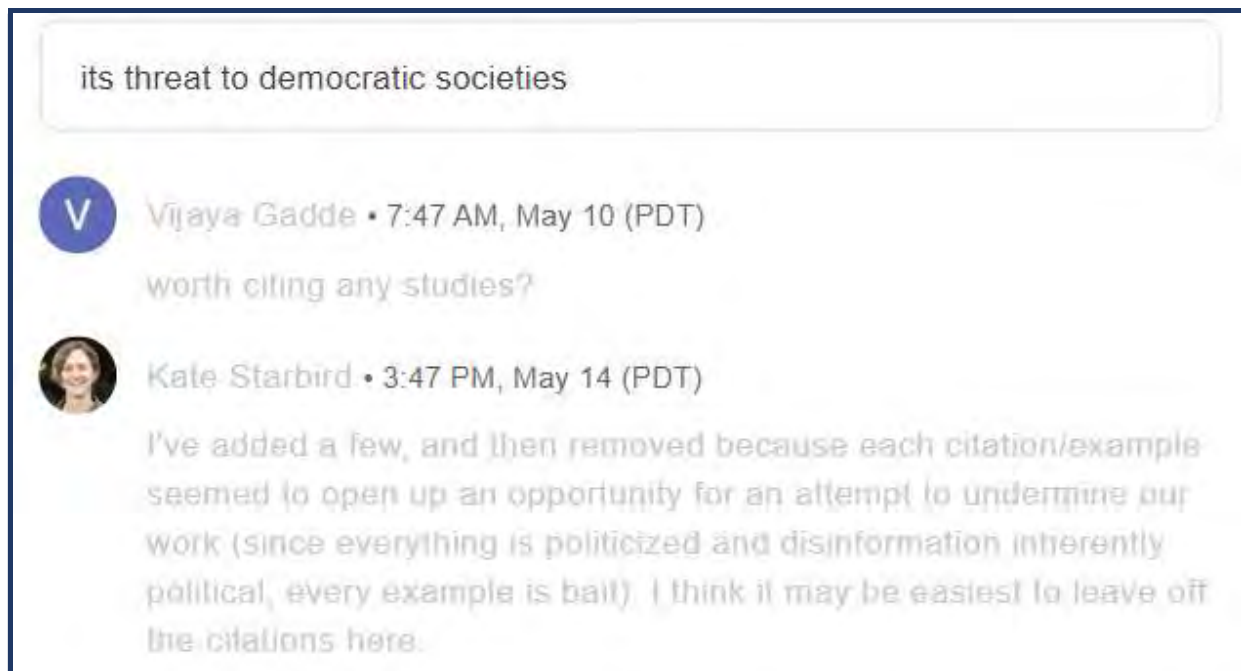 its threat to democratic societies
V
Vijaya Gadde • 7:47 AM, May 10 (PDT)
worth citing any studies?
Kate Starbird • 3:47 PM, May 14 (PDT)
I've added a few, and then removed because each citation/example
seemed to open up an opportunity for an attempt to undermine our
work (since everything is politicized and disinformation inherently
political, every example is bait). I think it may be easiest to leave off
the citations here.